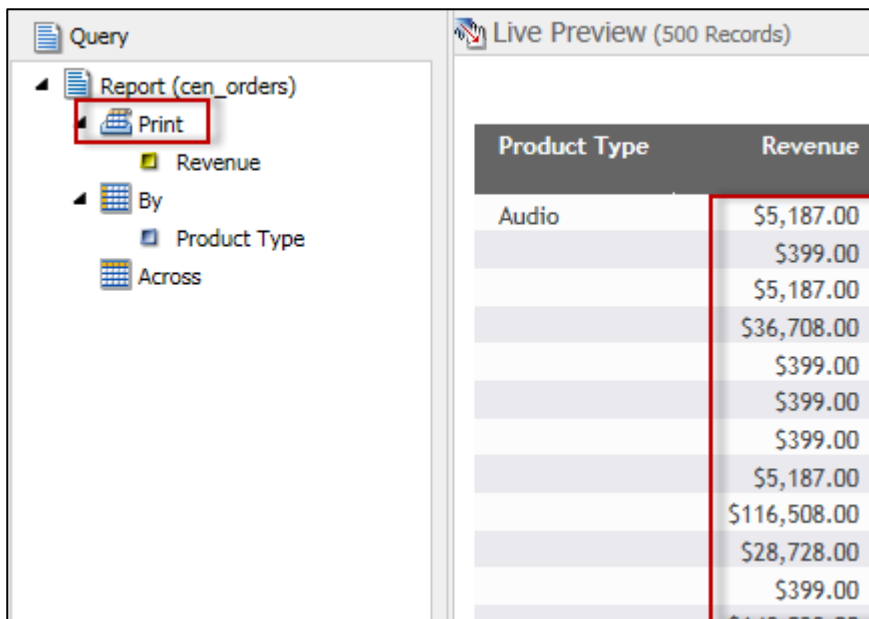 Query
Report (cen_orders)
Print
Revenue
By
Product Type
Across
Live Preview (500 Records)
Product Type Revenue
Audio $5,187.00
$399.00
$5,187.00
$36,708.00
$399.00
$399.00
$399.00
$5,187.00
$116,508.00
$28,728.00
$399.00